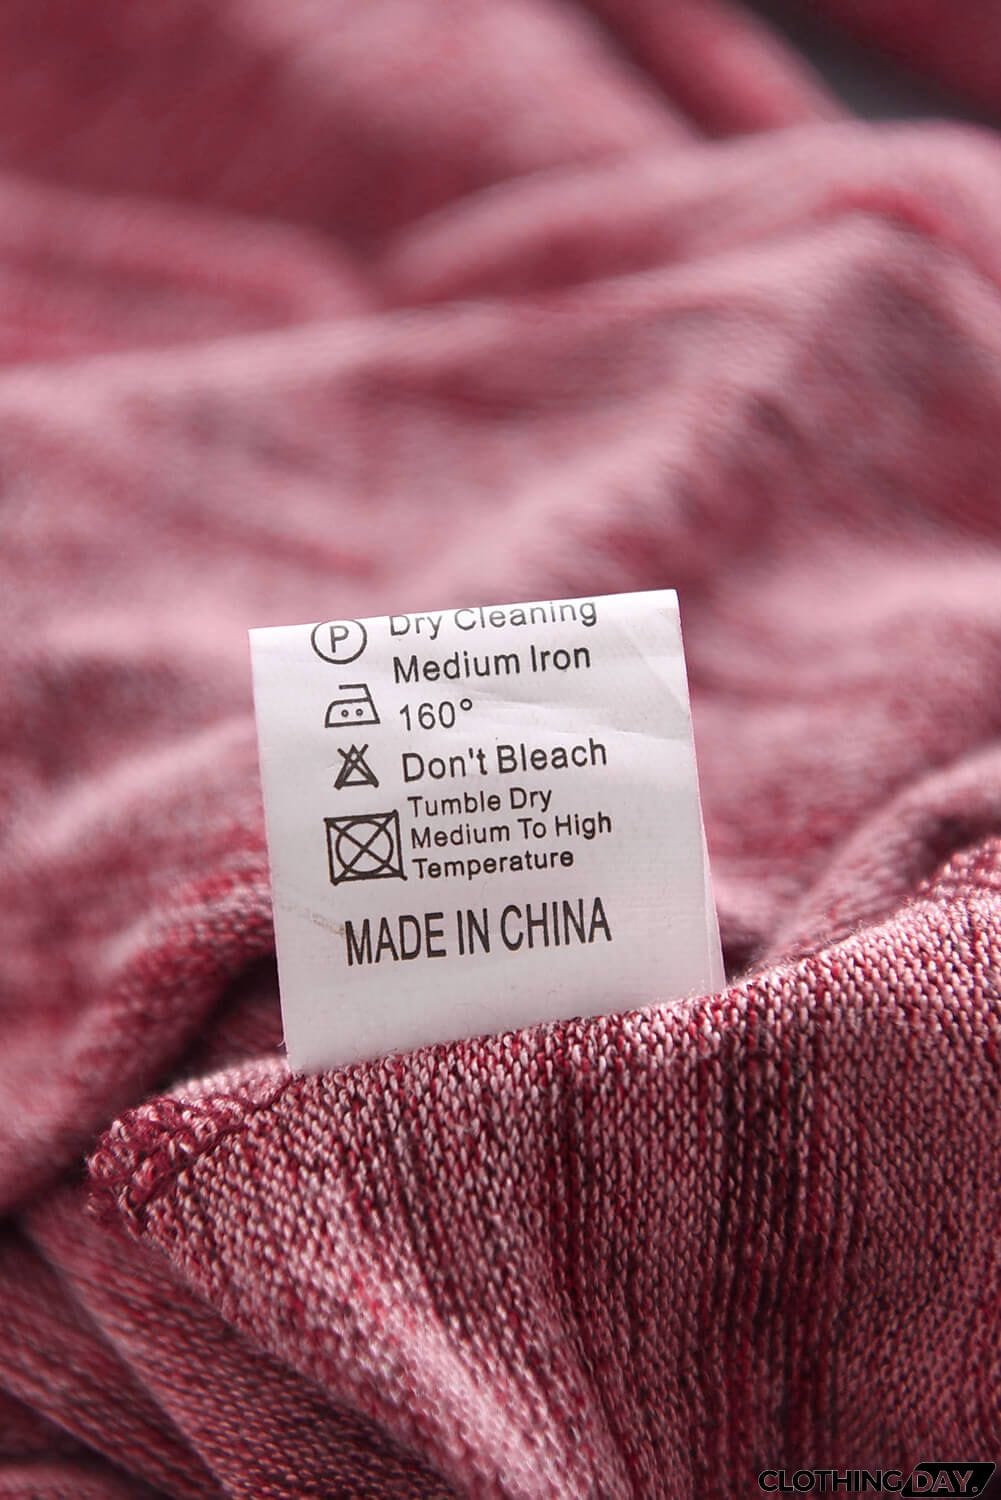 P Dry Cleaning
Medium Iron
160°
Don't Bleach
Tumble Dry
Medium To High
Temperature
MADE IN CHINA
CLOTHING DAY.